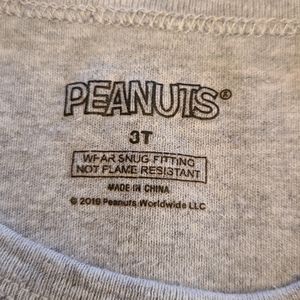 PEANUTS®
3T
WEAR SNUG-FITTING
NOT FLAME RESISTANT
MADE IN CHINA
© 2019 Peanuts Worldwide LLC